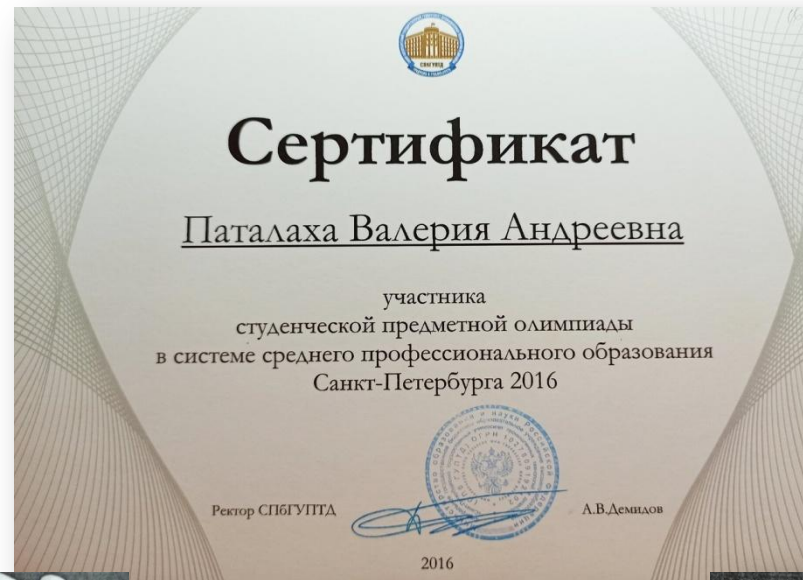 СПбГУПТД
Сертификат
Паталаха Валерия Андреевна
участника
студенческой предметной олимпиады
в системе среднего профессионального образования
Санкт-Петербурга 2016
Ректор СПбГУПТД
А.В.Демидов
2016